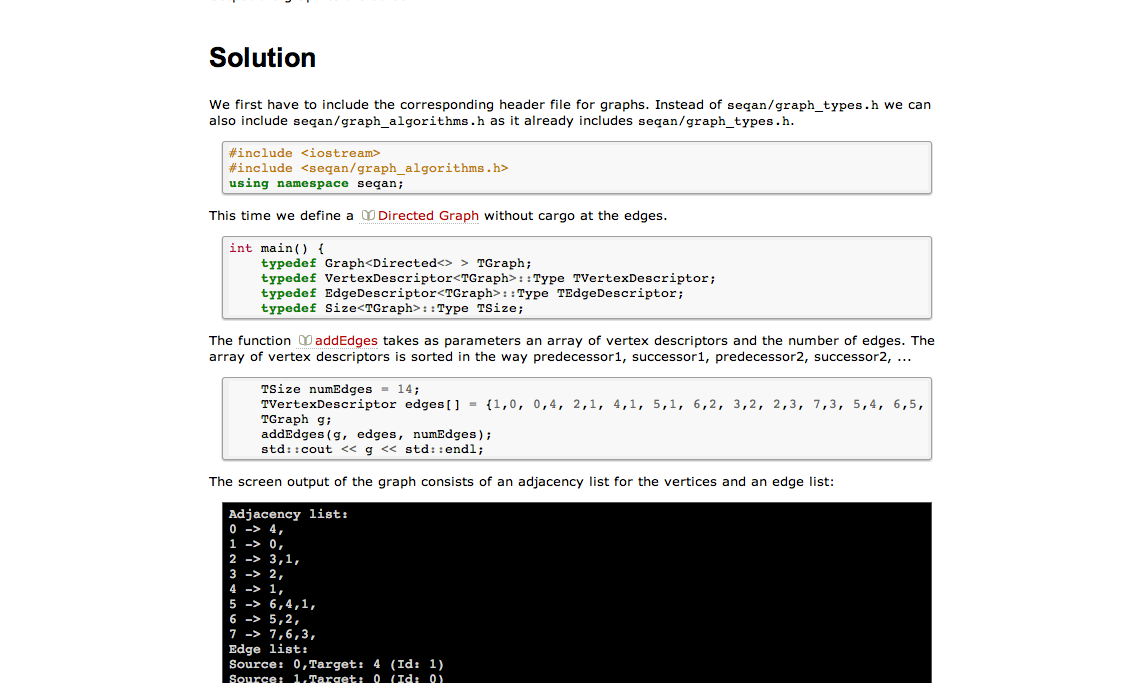 Solution
We first have to include the corresponding header file for graphs. Instead of seqan/graph_types.h we can
also include seqan/graph_algorithms.h as it already includes seqan/graph_types.h.
#include <iostream>
#include <seqan/graph_algorithms.h>
using namespace seqan;
This time we define a Directed Graph without cargo at the edges.
int main() {
    typedef Graph<Directed<> > TGraph;
    typedef VertexDescriptor<TGraph>::Type TVertexDescriptor;
    typedef EdgeDescriptor<TGraph>::Type TEdgeDescriptor;
    typedef Size<TGraph>::Type TSize;
The function addEdges takes as parameters an array of vertex descriptors and the number of edges. The
array of vertex descriptors is sorted in the way predecessor1, successor1, predecessor2, successor2, ...
    TSize numEdges = 14;
    TVertexDescriptor edges[] = {1,0, 0,4, 2,1, 4,1, 5,1, 6,2, 3,2, 2,3, 7,3, 5,4, 6,5,
    TGraph g;
    addEdges(g, edges, numEdges);
    std::cout << g << std::endl;
The screen output of the graph consists of an adjacency list for the vertices and an edge list:
Adjacency list:
0 -> 4,
1 -> 0,
2 -> 3,1,
3 -> 2,
4 -> 1,
5 -> 6,4,1,
6 -> 5,2,
7 -> 7,6,3,
Edge list:
Source: 0,Target: 4 (Id: 1)
Source: 1,Target: 0 (Id: 0)